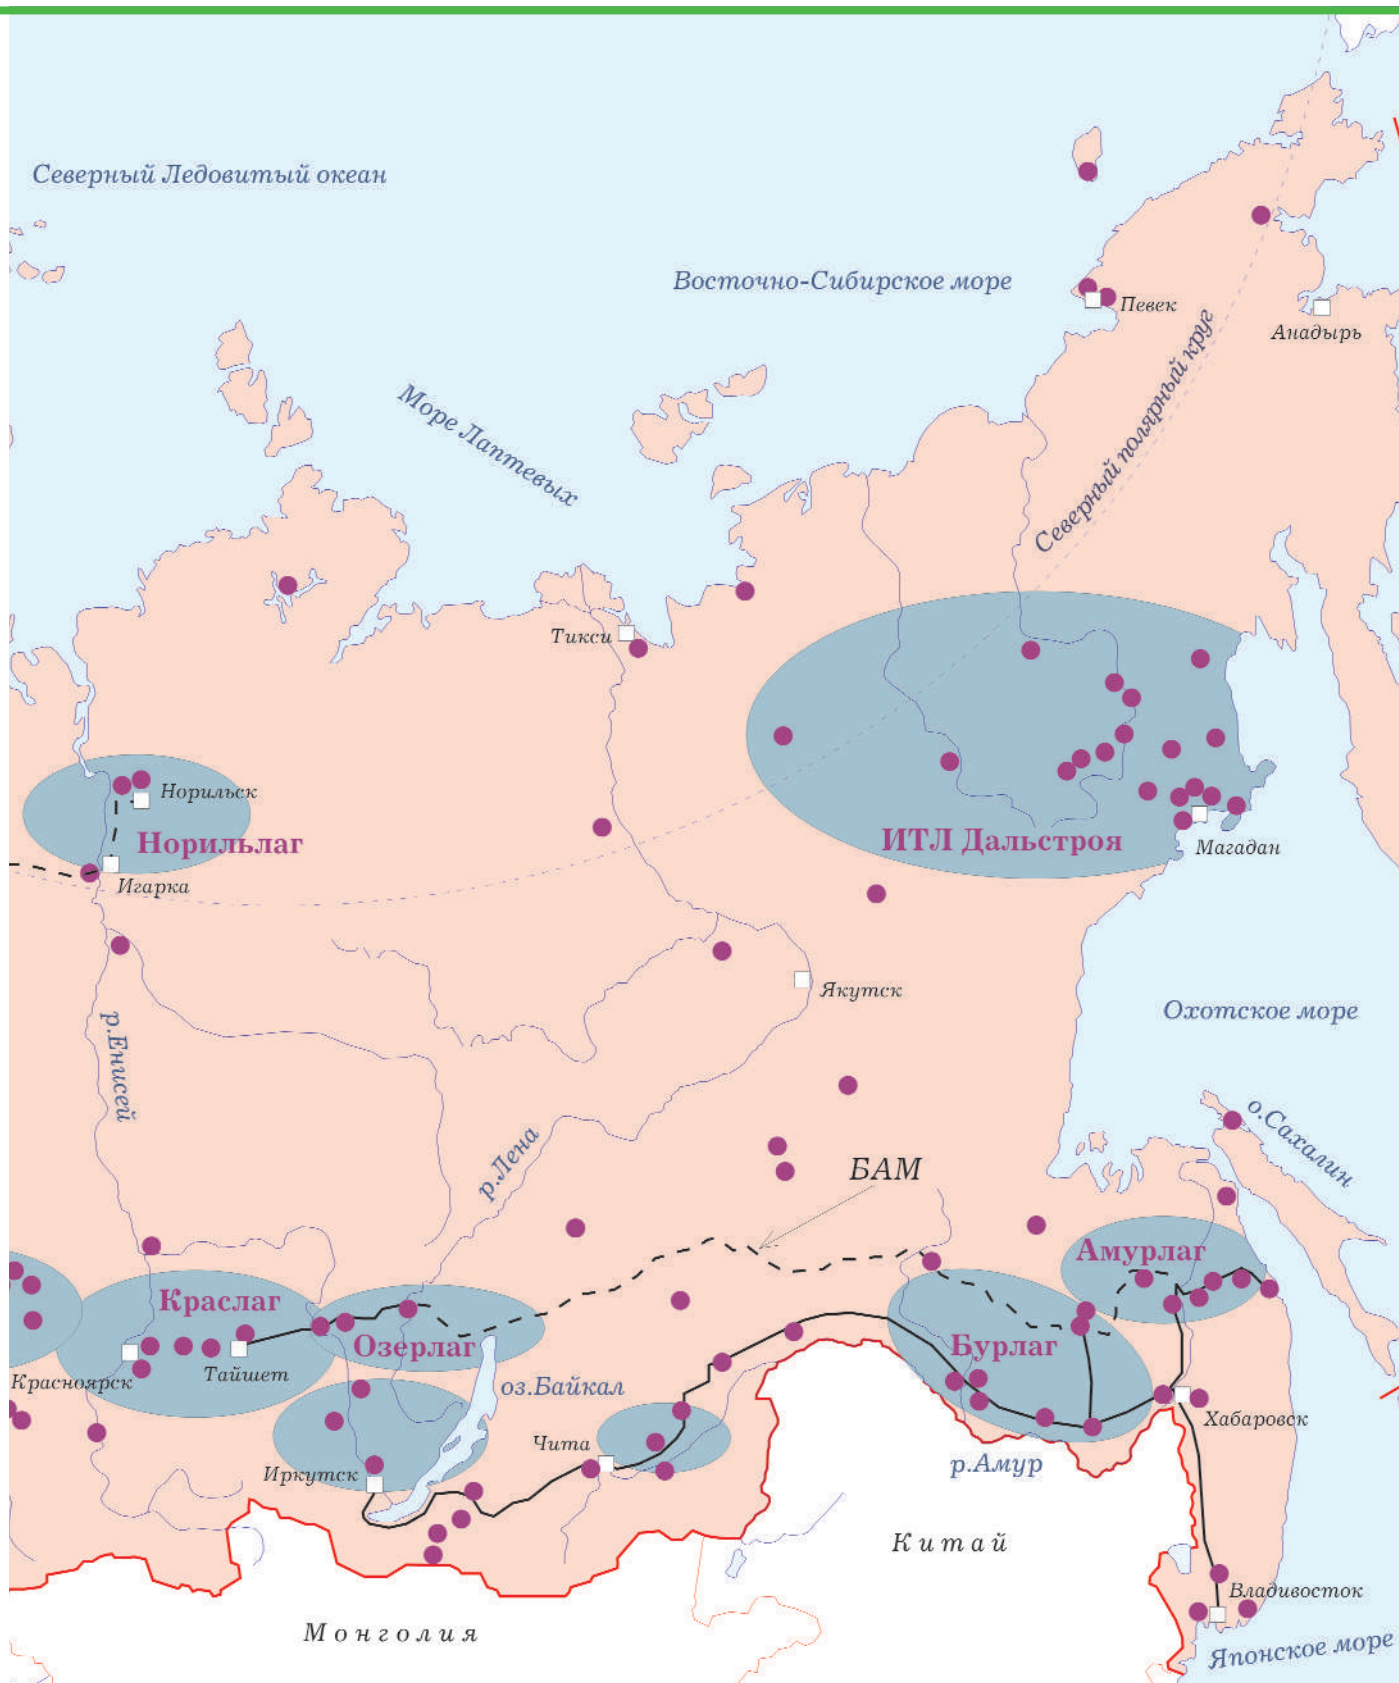 Северный Ледовитый океан
Восточно-Сибирское море
Певек
Анадырь
Северный полярный круг
Море Лаптевых
Тикси
Норильск
Норильлаг
Игарка
ИТЛ Дальстроя
Магадан
Якутск
Охотское море
р.Енисей
р.Лена
о.Сахалин
БАМ
Амурлаг
Краслаг
Озерлаг
Бурлаг
Красноярск
Тайшет
оз.Байкал
Хабаровск
Чита
Иркутск
р.Амур
Китай
Владивосток
Монголия
Японское море